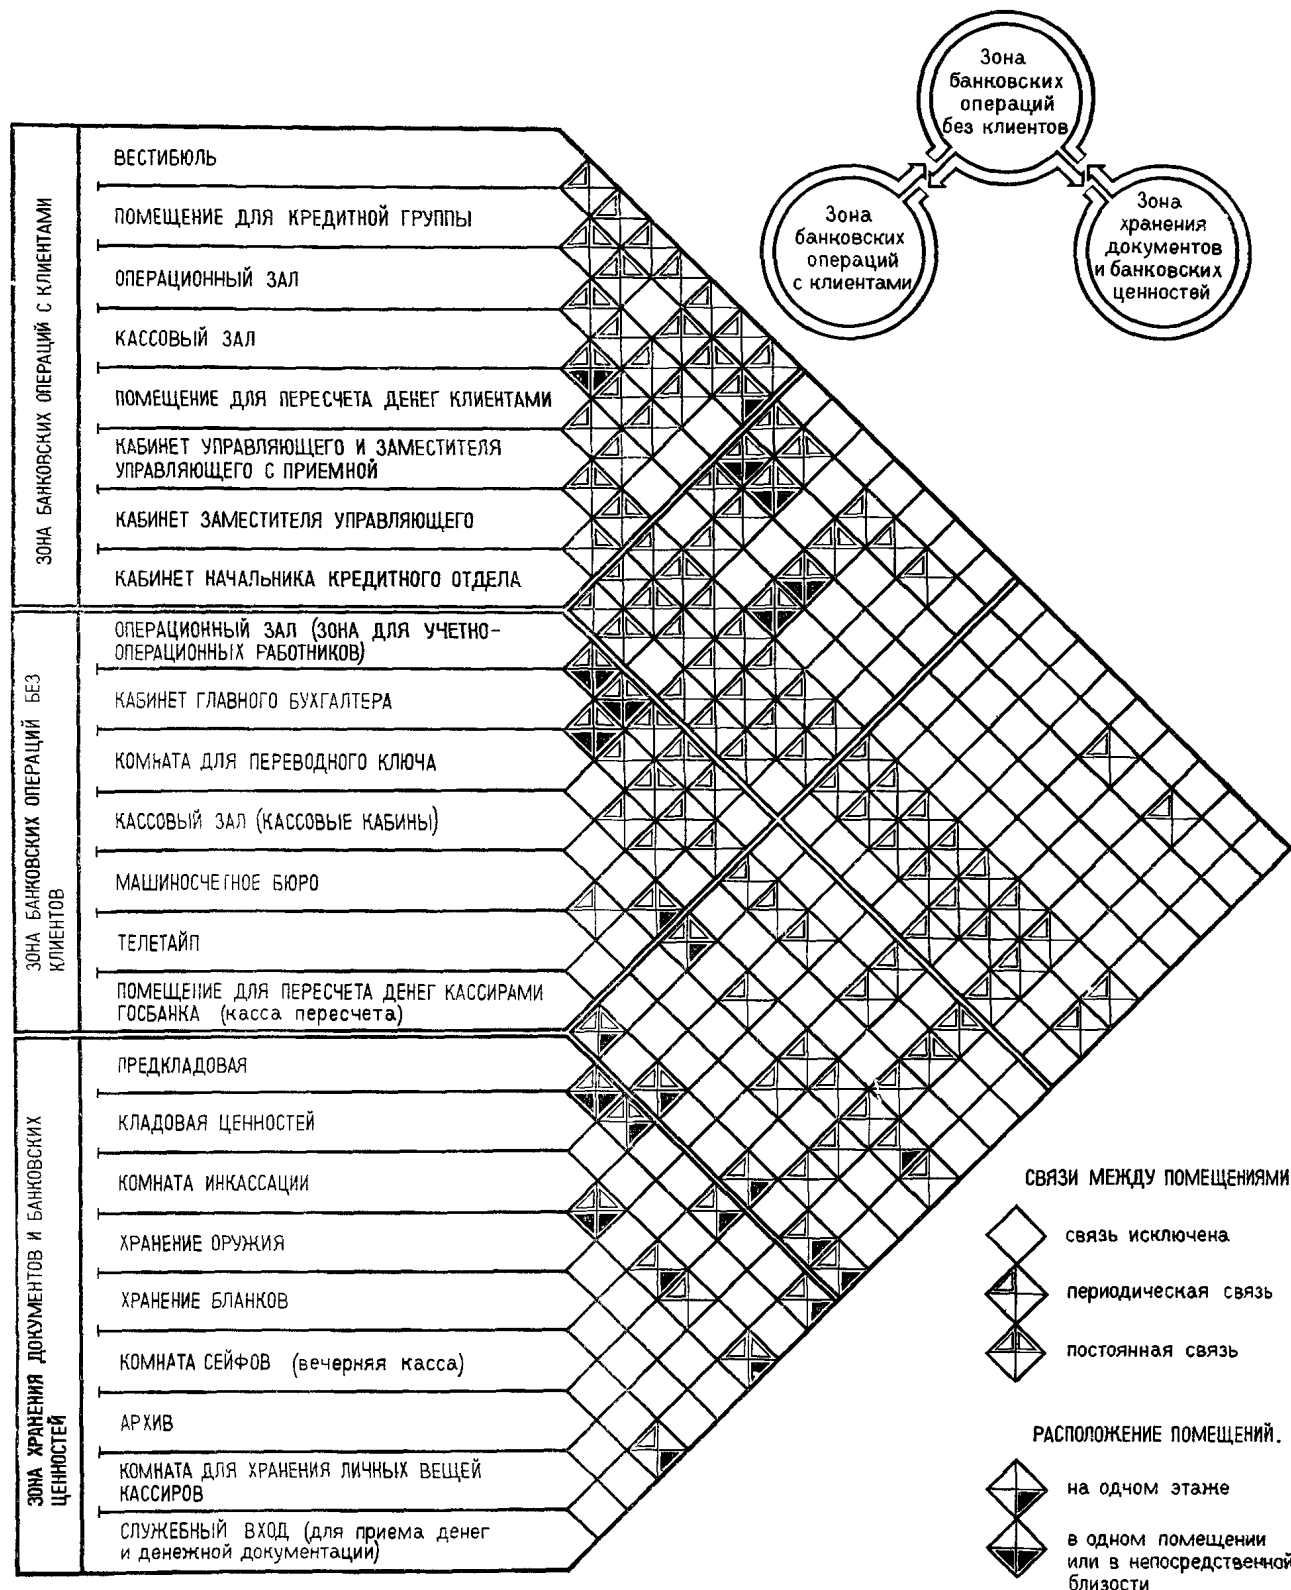 Зона
банковских
операций
без клиентов
Зона
банковских
операций
с клиентами
Зона
хранения
документов
и банковских
ценностей
ЗОНА БАНКОВСКИХ ОПЕРАЦИЙ С КЛИЕНТАМИ
ВЕСТИБЮЛЬ
ПОМЕЩЕНИЕ ДЛЯ КРЕДИТНОЙ ГРУППЫ
ОПЕРАЦИОННЫЙ ЗАЛ
КАССОВЫЙ ЗАЛ
ПОМЕЩЕНИЕ ДЛЯ ПЕРЕСЧЕТА ДЕНЕГ КЛИЕНТАМИ
КАБИНЕТ УПРАВЛЯЮЩЕГО И ЗАМЕСТИТЕЛЯ
УПРАВЛЯЮЩЕГО С ПРИЕМНОЙ
КАБИНЕТ ЗАМЕСТИТЕЛЯ УПРАВЛЯЮЩЕГО
КАБИНЕТ НАЧАЛЬНИКА КРЕДИТНОГО ОТДЕЛА
ЗОНА БАНКОВСКИХ ОПЕРАЦИЙ БЕЗ
КЛИЕНТОВ
ОПЕРАЦИОННЫЙ ЗАЛ (ЗОНА ДЛЯ УЧЕТНО-
ОПЕРАЦИОННЫХ РАБОТНИКОВ)
КАБИНЕТ ГЛАВНОГО БУХГАЛТЕРА
КОМНАТА ДЛЯ ПЕРЕВОДНОГО КЛЮЧА
КАССОВЫЙ ЗАЛ (КАССОВЫЕ КАБИНЫ)
МАШИНОСЧЕТНОЕ БЮРО
ТЕЛЕТАЙП
ПОМЕЩЕНИЕ ДЛЯ ПЕРЕСЧЕТА ДЕНЕГ КАССИРАМИ
ГОСБАНКА (касса пересчета)
ЗОНА ХРАНЕНИЯ ДОКУМЕНТОВ И БАНКОВСКИХ
ЦЕННОСТЕЙ
ПРЕДКЛАДОВАЯ
КЛАДОВАЯ ЦЕННОСТЕЙ
КОМНАТА ИНКАССАЦИИ
ХРАНЕНИЕ ОРУЖИЯ
ХРАНЕНИЕ БЛАНКОВ
КОМНАТА СЕЙФОВ (вечерняя касса)
АРХИВ
КОМНАТА ДЛЯ ХРАНЕНИЯ ЛИЧНЫХ ВЕЩЕЙ
КАССИРОВ
СЛУЖЕБНЫЙ ВХОД (для приема денег
и денежной документации)
СВЯЗИ МЕЖДУ ПОМЕЩЕНИЯМИ
связь исключена
периодическая связь
постоянная связь
РАСПОЛОЖЕНИЕ ПОМЕЩЕНИЙ.
на одном этаже
в одном помещении
или в непосредственной
близости